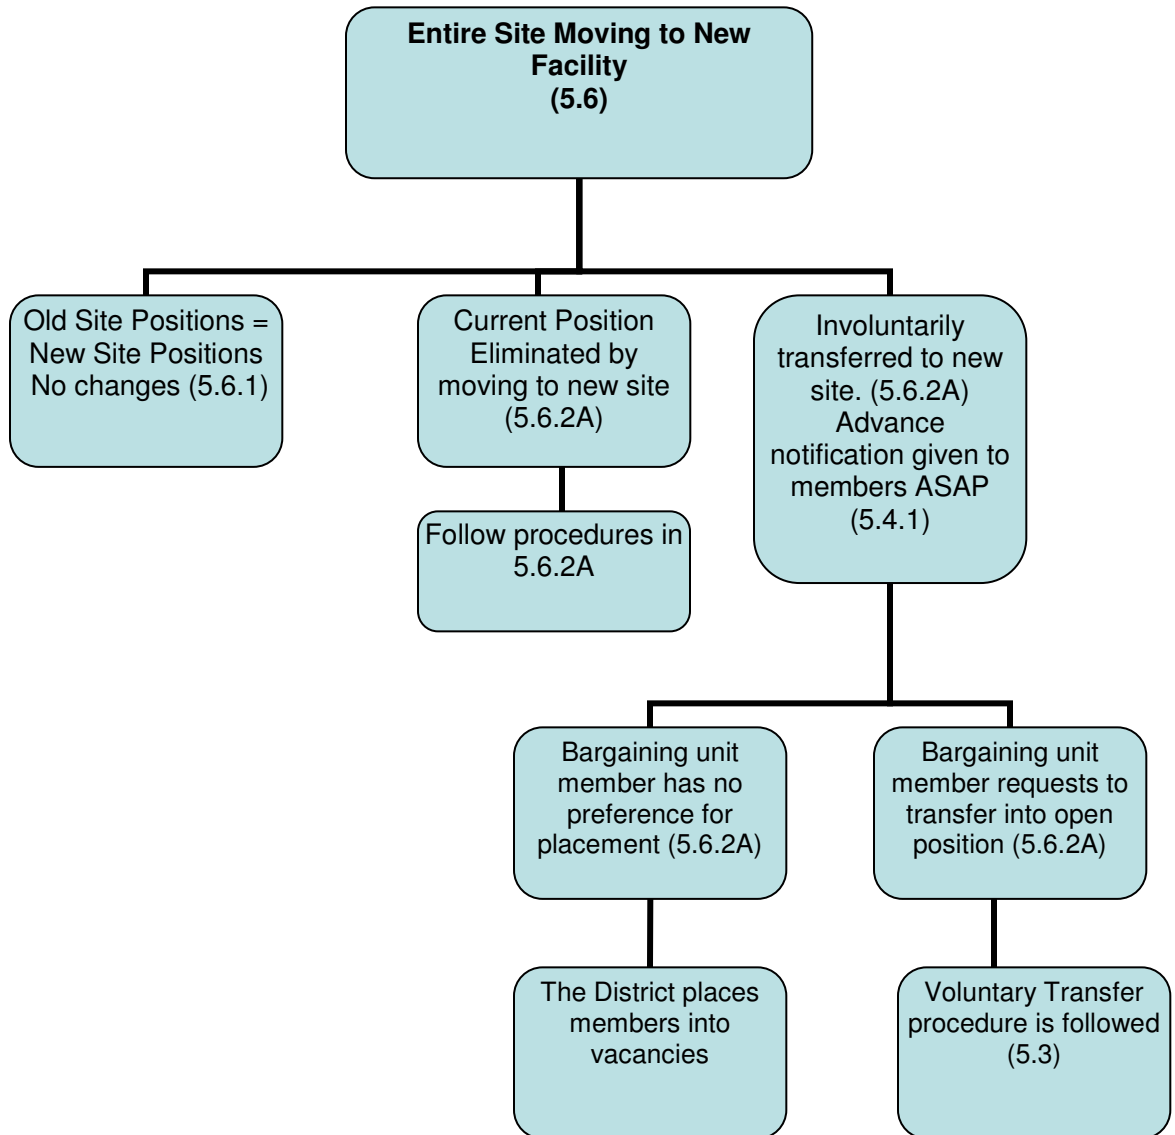 Entire Site Moving to New
Facility
(5.6)
Old Site Positions =
New Site Positions
No changes (5.6.1)
Current Position
Eliminated by
moving to new site
(5.6.2A)
Follow procedures in
5.6.2A
Involuntarily
transferred to new
site. (5.6.2A)
Advance
notification given to
members ASAP
(5.4.1)
Bargaining unit
member has no
preference for
placement (5.6.2A)
Bargaining unit
member requests to
transfer into open
position (5.6.2A)
The District places
members into
vacancies
Voluntary Transfer
procedure is followed
(5.3)